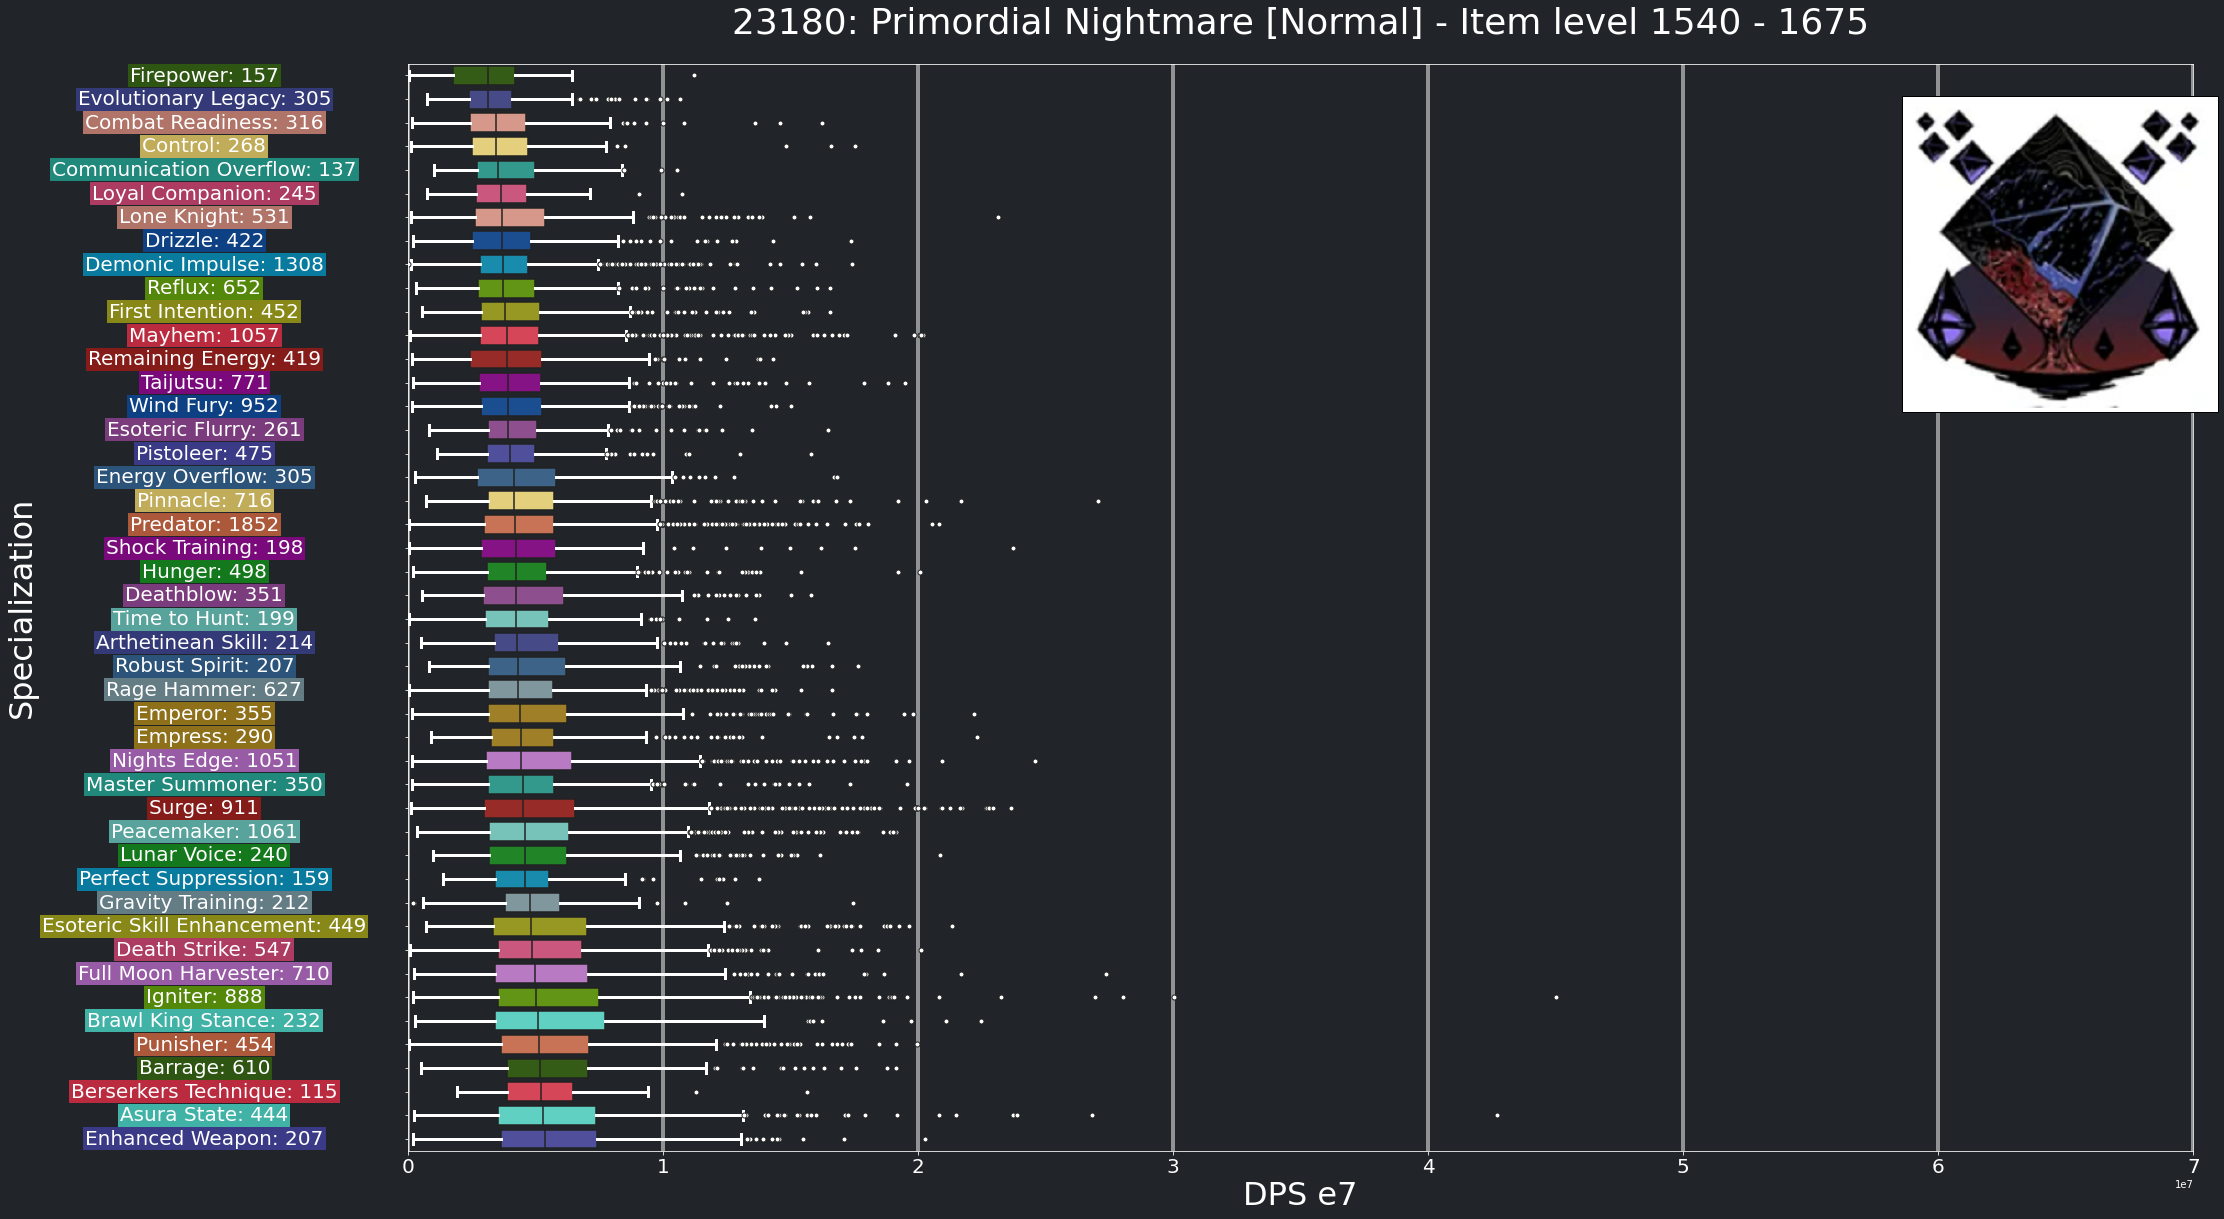 23180: Primordial Nightmare [Normal] - Item level 1540 - 1675
Specialization
Firepower: 157
Evolutionary Legacy: 305
Combat Readiness: 316
Control: 268
Communication Overflow: 137
Loyal Companion: 245
Lone Knight: 531
Drizzle: 422
Demonic Impulse: 1308
Reflux: 652
First Intention: 452
Mayhem: 1057
Remaining Energy: 419
Taijutsu: 771
Wind Fury: 952
Esoteric Flurry: 261
Pistoleer: 475
Energy Overflow: 305
Pinnacle: 716
Predator: 1852
Shock Training: 198
Hunger: 498
Deathblow: 351
Time to Hunt: 199
Arthetinean Skill: 214
Robust Spirit: 207
Rage Hammer: 627
Emperor: 355
Empress: 290
Nights Edge: 1051
Master Summoner: 350
Surge: 911
Peacemaker: 1061
Lunar Voice: 240
Perfect Suppression: 159
Gravity Training: 212
Esoteric Skill Enhancement: 449
Death Strike: 547
Full Moon Harvester: 710
Igniter: 888
Brawl King Stance: 232
Punisher: 454
Barrage: 610
Berserkers Technique: 115
Asura State: 444
Enhanced Weapon: 207
0 1 2 3 4 5 6 7
1e7
DPS e7